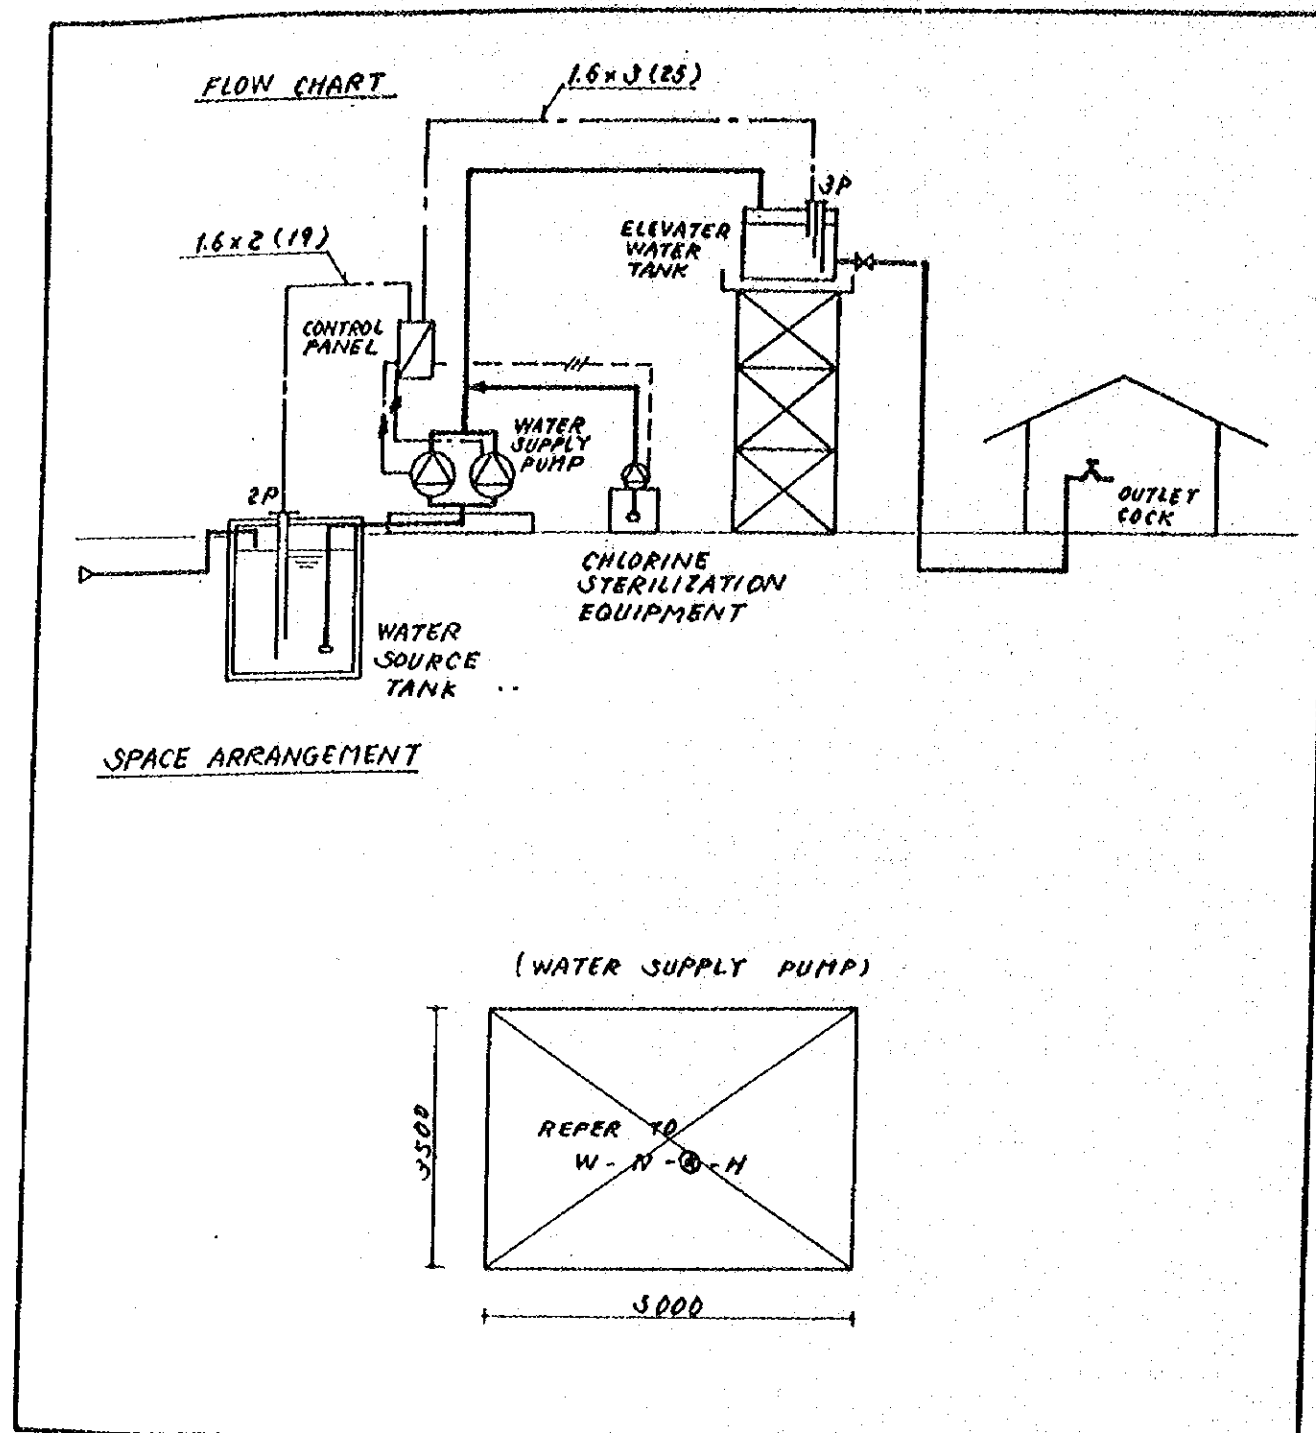 FLOW CHART
1.6 x 3 (25)
3P
ELEVATER
WATER
TANK
1.6 x 2 (19)
CONTROL
PANEL
WATER
SUPPLY
PUMP
2P
OUTLET
COCK
CHLORINE
STERILIZATION
EQUIPMENT
WATER
SOURCE
TANK
SPACE ARRANGEMENT
(WATER SUPPLY PUMP)
3500
REPER TO
W - N - - H